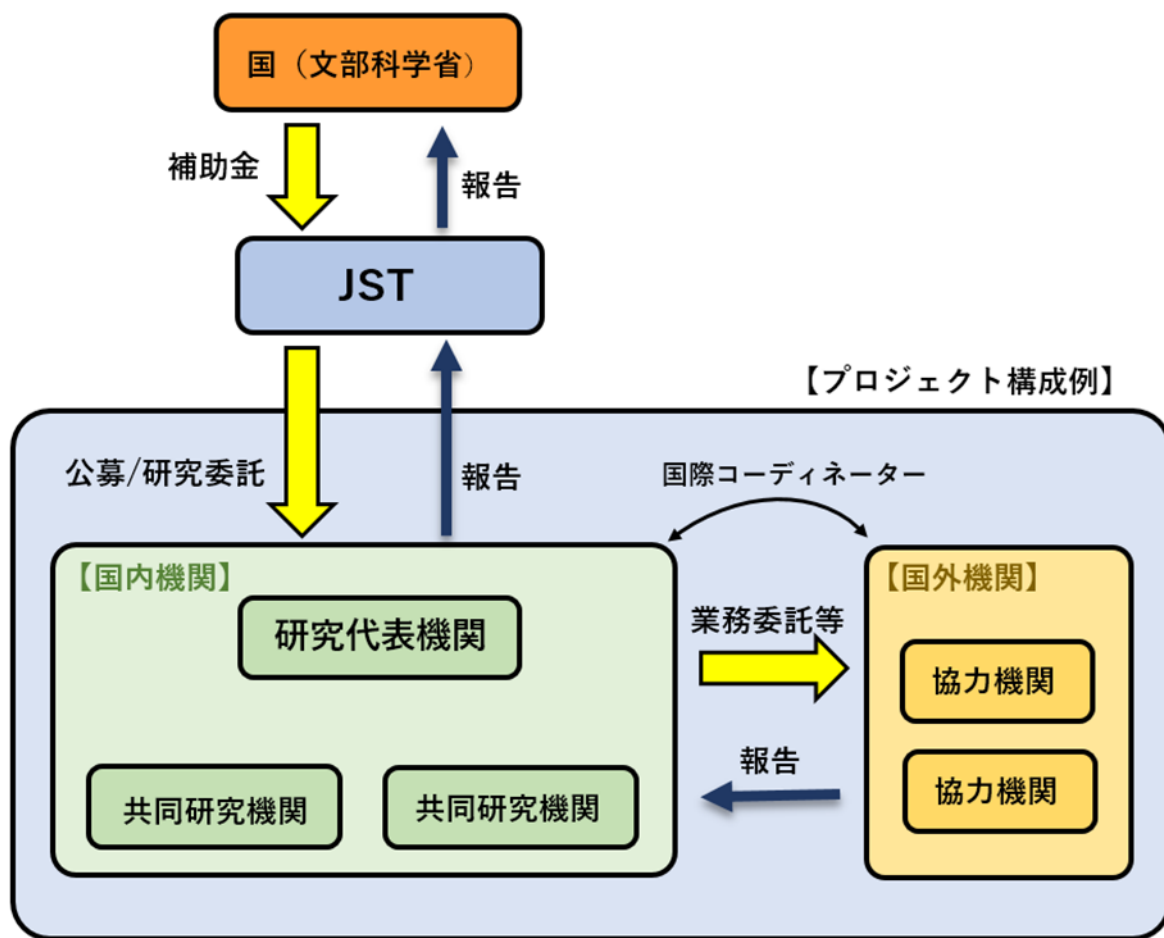 国（文部科学省）
補助金
報告
JST
【プロジェクト構成例】
公募/研究委託
報告
国際コーディネーター
【国内機関】
【国外機関】
研究代表機関
業務委託等
協力機関
報告
協力機関
共同研究機関
共同研究機関